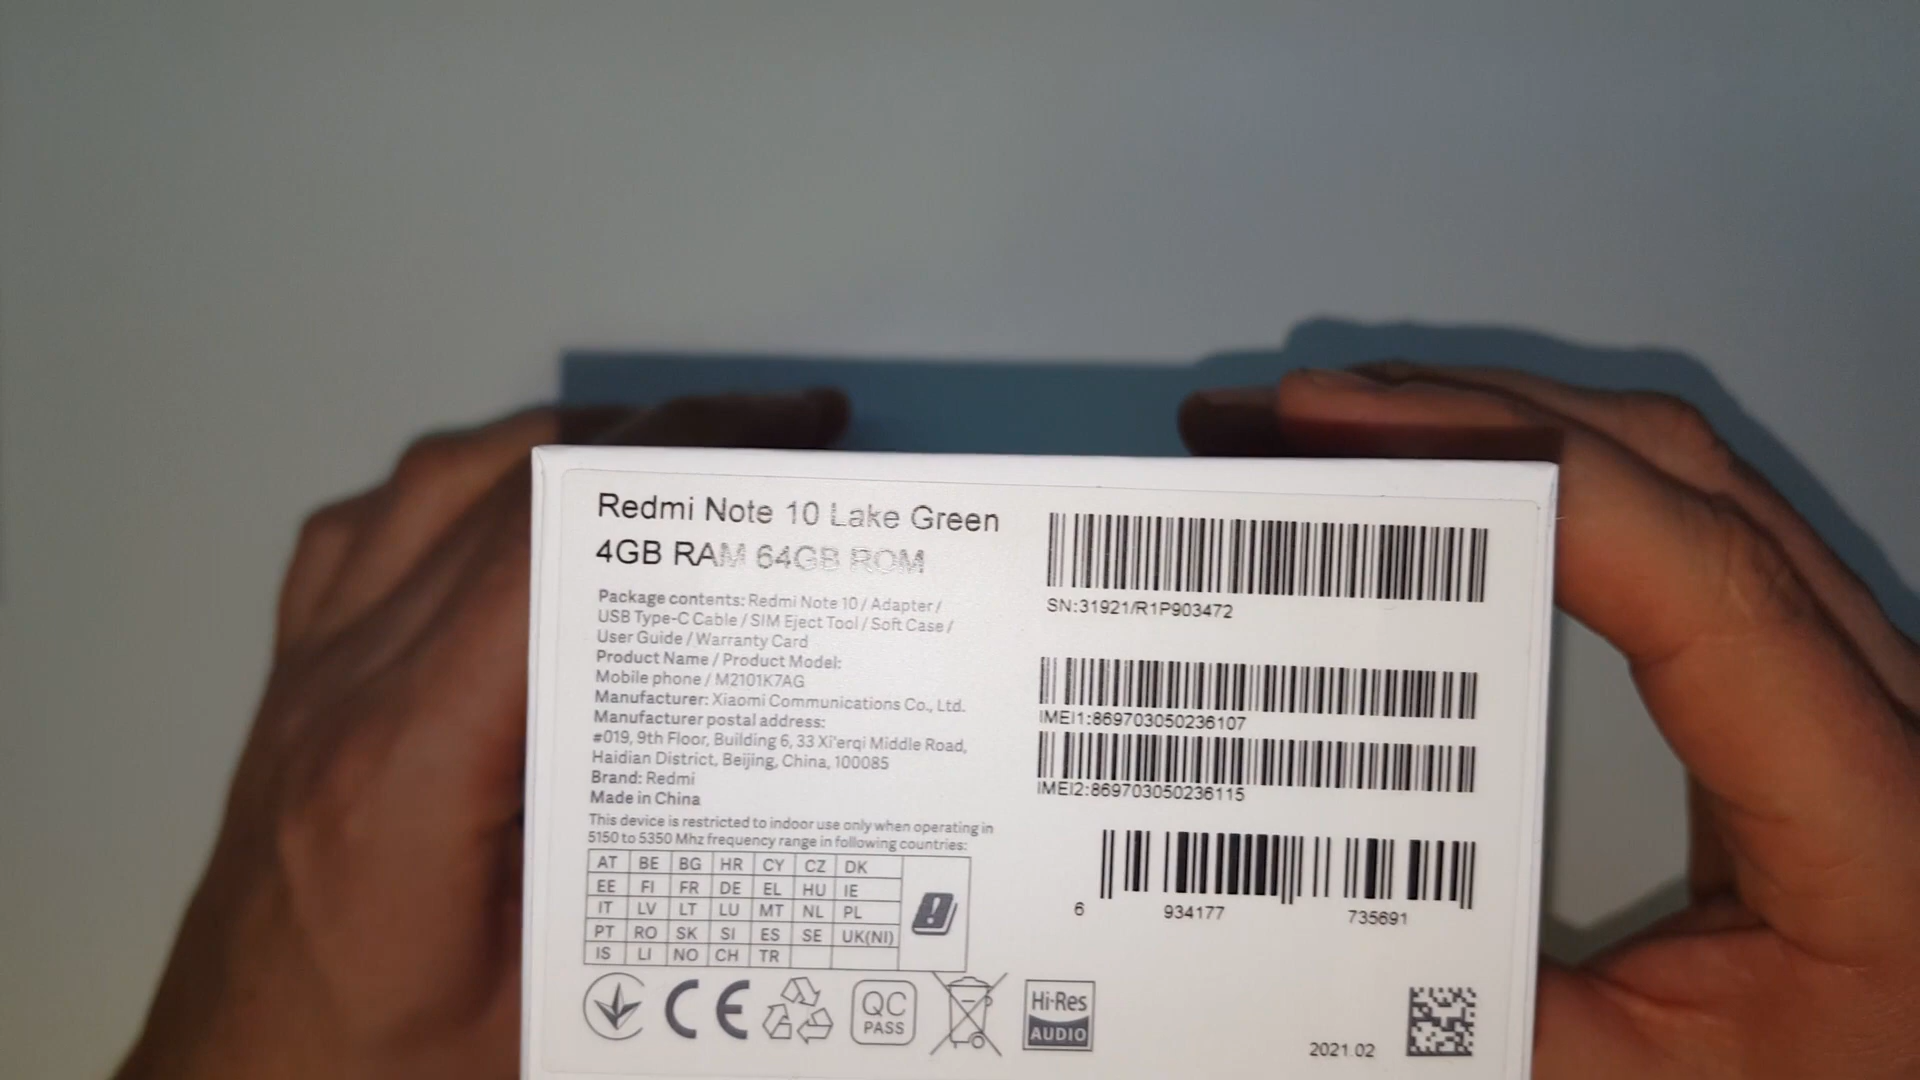 Redmi Note 10 Lake Green
4GB RAM 64GB ROM
Package contents: Redmi Note 10 / Adapter /
USB Type-C Cable / SIM Eject Tool / Soft Case /
User Guide / Warranty Card
Product Name / Product Model:
Mobile phone / M2101K7AG
Manufacturer: Xiaomi Communications Co., Ltd.
Manufacturer postal address:
#019, 9th Floor, Building 6, 33 Xi'erqi Middle Road,
Haidian District, Beijing, China, 100085
Brand: Redmi
Made in China
This device is restricted to indoor use only when operating in
5150 to 5350 Mhz frequency range in following countries:
AT BE BG HR CY CZ DK
EE FI FR DE EL HU IE
IT LV LT LU MT NL PL
PT RO SK SI ES SE UK(NI)
IS LI NO CH TR
CE
QC
PASS
Hi-Res
AUDIO
SN:31921/R1P903472
IMEI1:869703050236107
IMEI2:869703050236115
6 934177 735691
2021.02